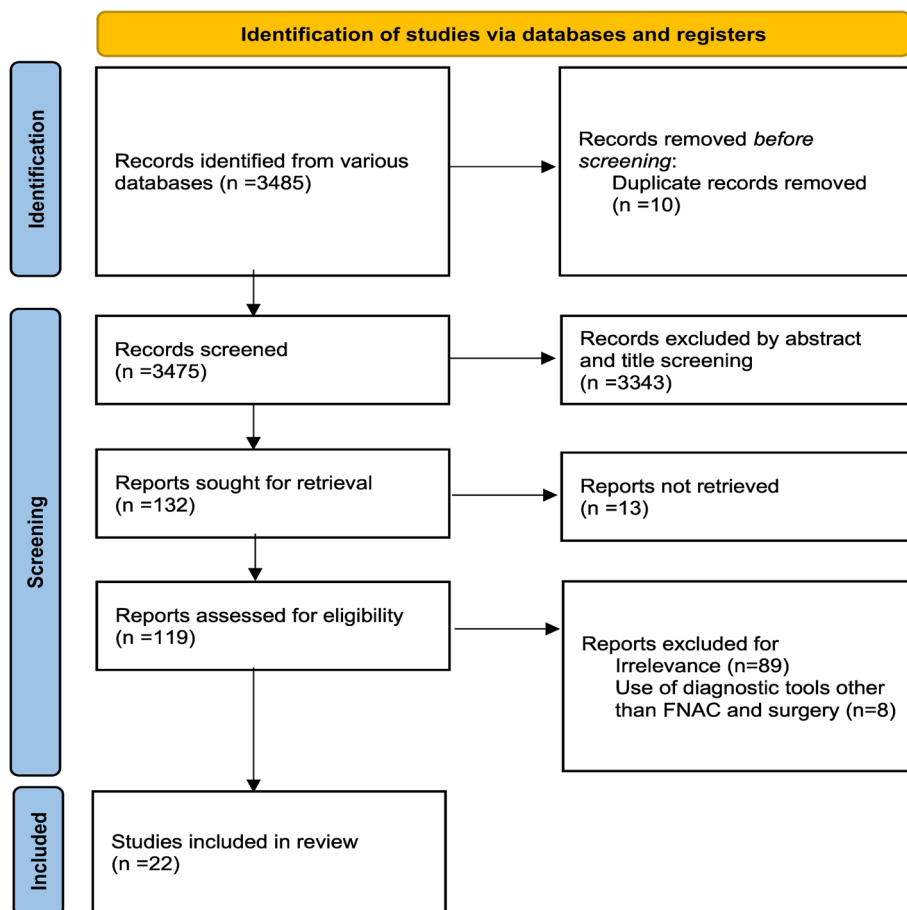 Identification of studies via databases and registers
Identification
Records identified from various
databases (n =3485)
Records removed before
screening:
Duplicate records removed
(n =10)
Screening
Records screened
(n =3475)
Records excluded by abstract
and title screening
(n =3343)
Reports sought for retrieval
(n =132)
Reports not retrieved
(n =13)
Reports assessed for eligibility
(n =119)
Reports excluded for
Irrelevance (n=89)
Use of diagnostic tools other
than FNAC and surgery (n=8)
Included
Studies included in review
(n =22)